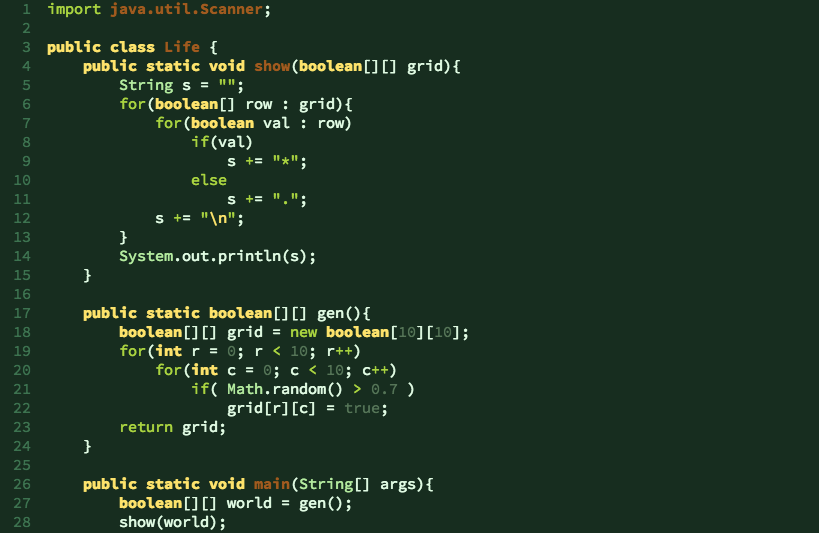 1 import java.util.Scanner;
2
3 public class Life {
4     public static void show(boolean[][] grid){
5         String s = "";
6         for(boolean[] row : grid){
7             for(boolean val : row)
8                 if(val)
9                     s += "*";
10                 else
11                     s += ".";
12             s += "\n";
13         }
14         System.out.println(s);
15     }
16
17     public static boolean[][] gen(){
18         boolean[][] grid = new boolean[10][10];
19         for(int r = 0; r < 10; r++)
20             for(int c = 0; c < 10; c++)
21                 if( Math.random() > 0.7 )
22                     grid[r][c] = true;
23         return grid;
24     }
25
26     public static void main(String[] args){
27         boolean[][] world = gen();
28         show(world);